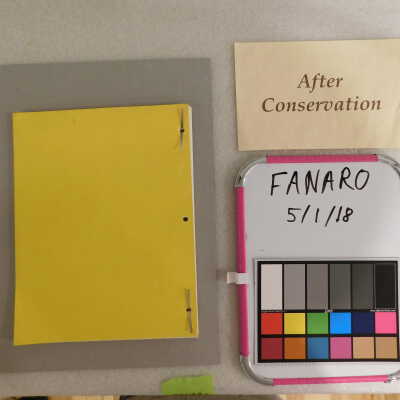 After
Conservation
FANARO
5/1/18